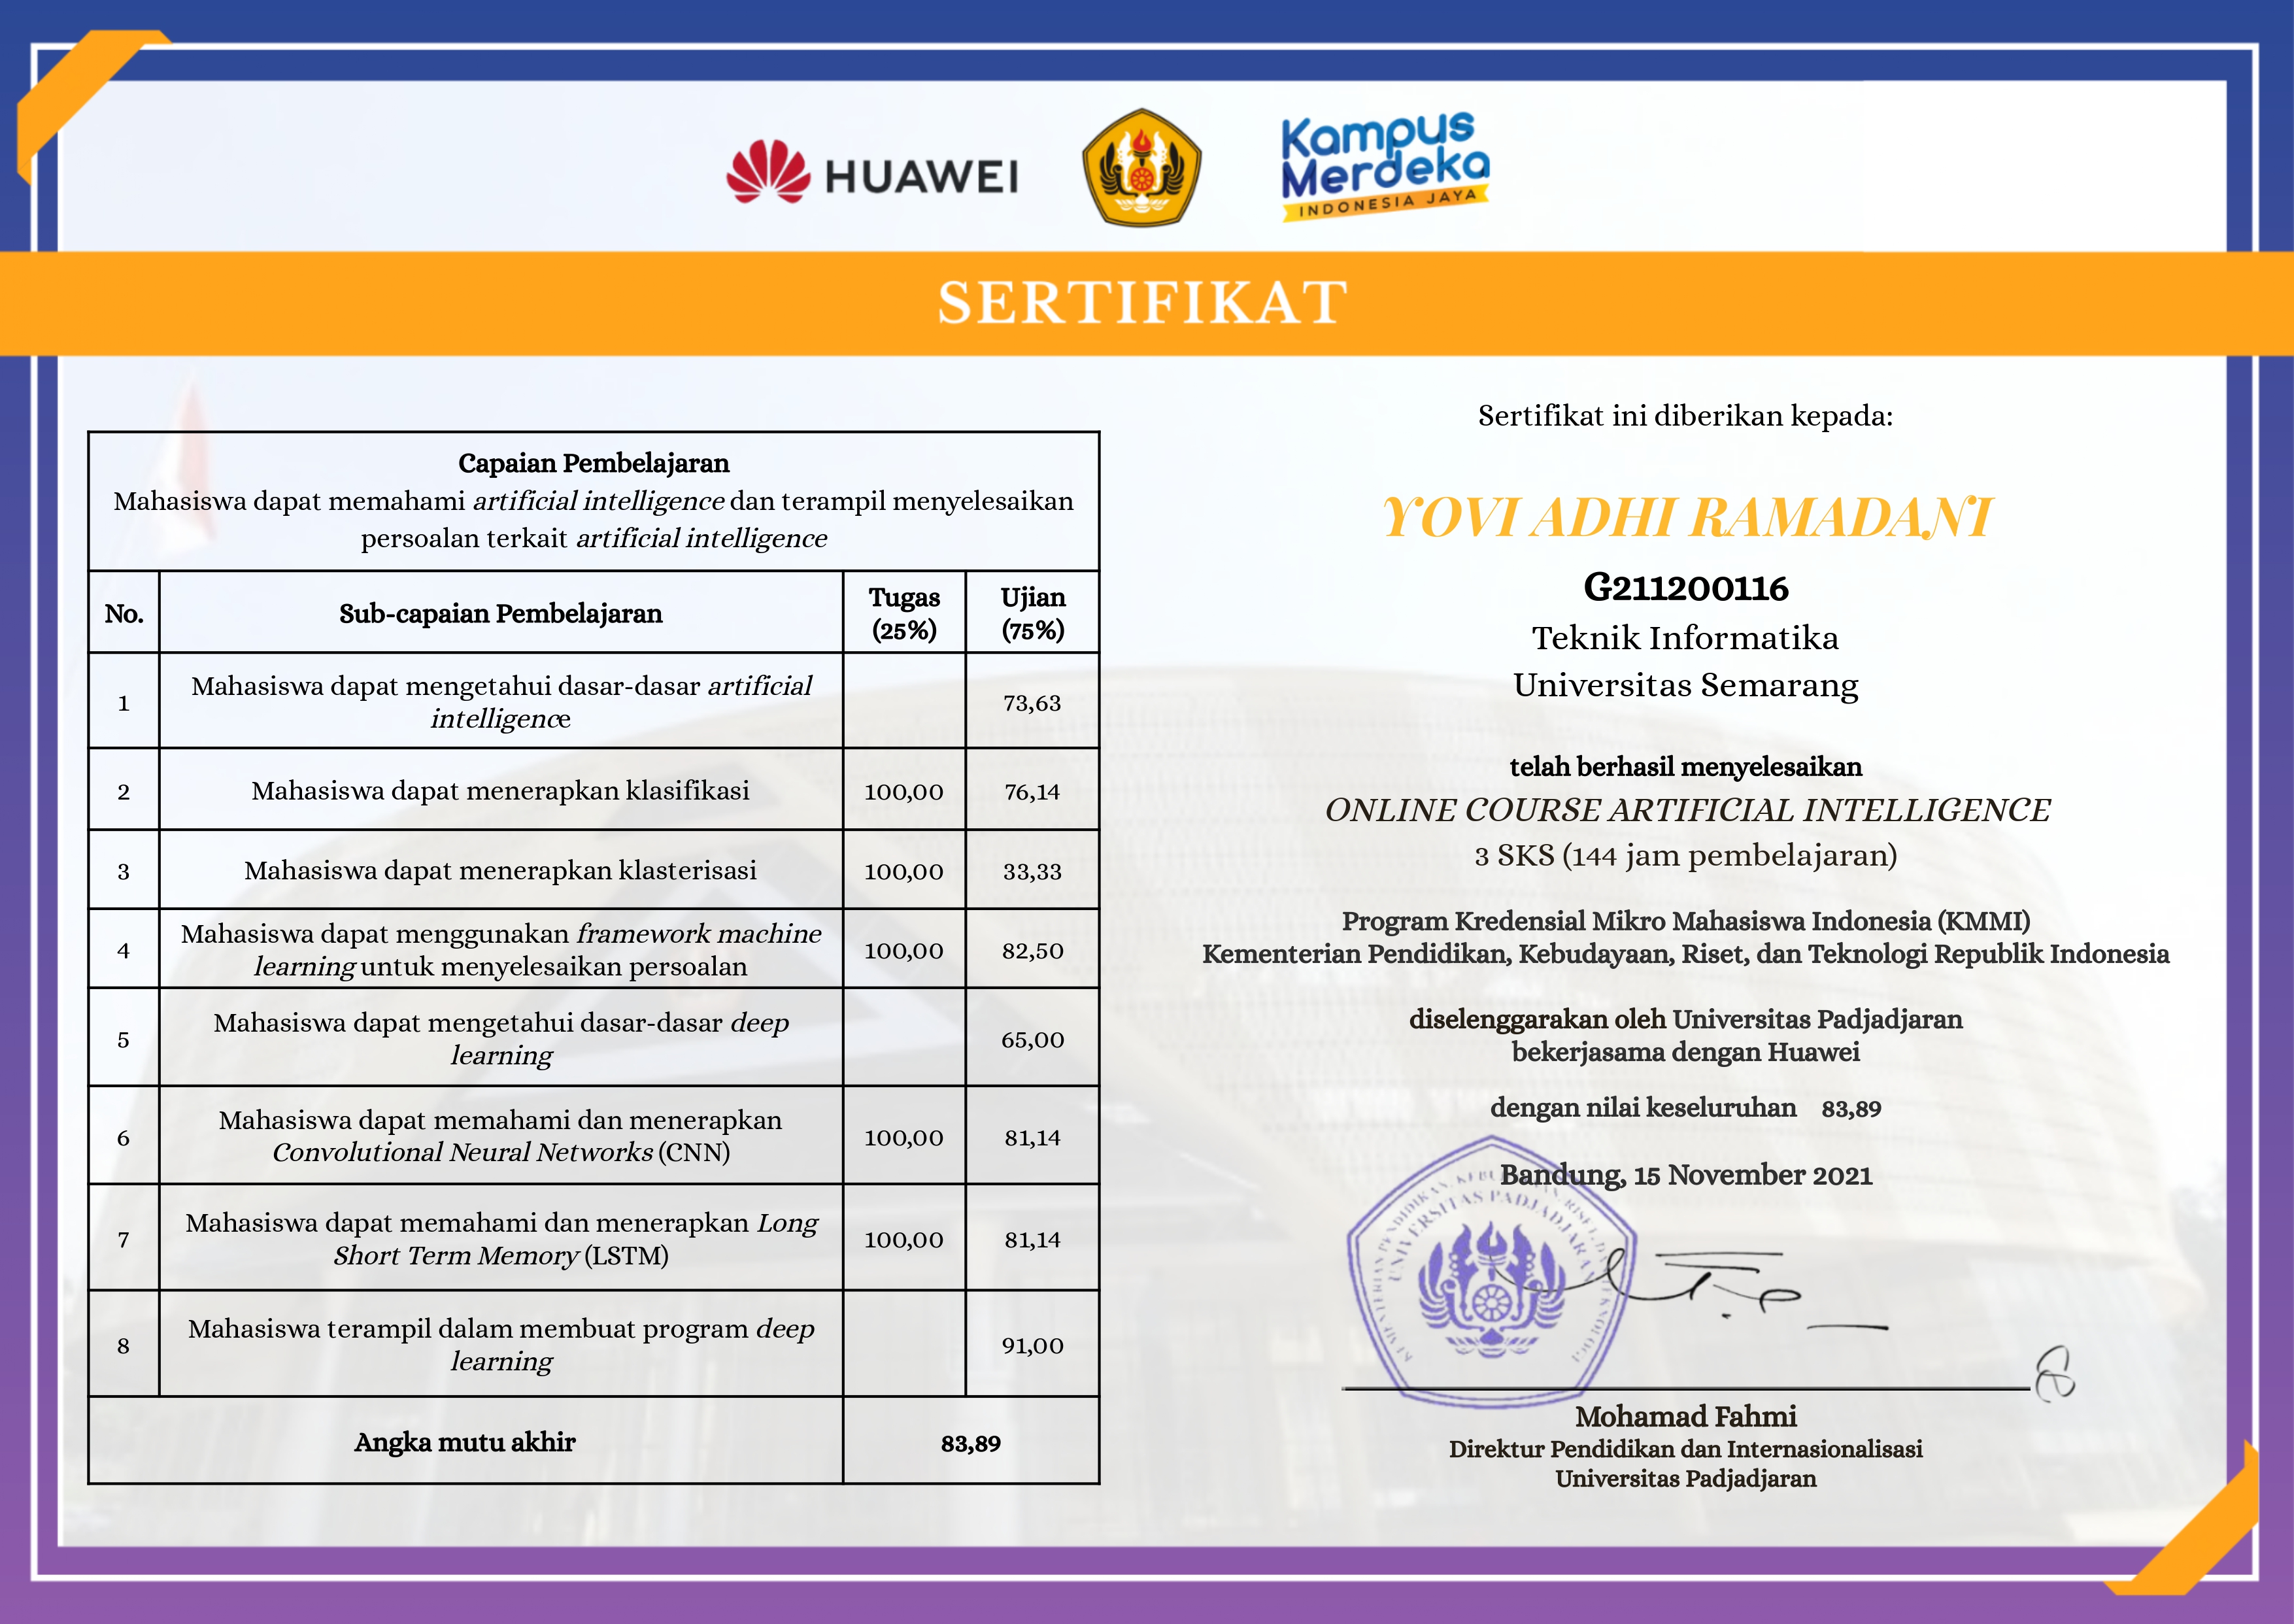 HUAWEI
Kampus
Merdeka
INDONESIA JAYA
SERTIFIKAT
Capaian Pembelajaran
Mahasiswa dapat memahami artificial intelligence dan terampil menyelesaikan
persoalan terkait artificial intelligence
No. Sub-capaian Pembelajaran Tugas (25%) Ujian (75%)
1 Mahasiswa dapat mengetahui dasar-dasar artificial
intelligence 73,63
2 Mahasiswa dapat menerapkan klasifikasi 100,00 76,14
3 Mahasiswa dapat menerapkan klasterisasi 100,00 33,33
4 Mahasiswa dapat menggunakan framework machine
learning untuk menyelesaikan persoalan 100,00 82,50
5 Mahasiswa dapat mengetahui dasar-dasar deep
learning 65,00
6 Mahasiswa dapat memahami dan menerapkan
Convolutional Neural Networks (CNN) 100,00 81,14
7 Mahasiswa dapat memahami dan menerapkan Long
Short Term Memory (LSTM) 100,00 81,14
8 Mahasiswa terampil dalam membuat program deep
learning 91,00
Angka mutu akhir 83,89
Sertifikat ini diberikan kepada:
YOVI ADHI RAMADANI
G211200116
Teknik Informatika
Universitas Semarang
telah berhasil menyelesaikan
ONLINE COURSE ARTIFICIAL INTELLIGENCE
3 SKS (144 jam pembelajaran)
Program Kredensial Mikro Mahasiswa Indonesia (KMMI)
Kementerian Pendidikan, Kebudayaan, Riset, dan Teknologi Republik Indonesia
diselenggarakan oleh Universitas Padjadjaran
bekerjasama dengan Huawei
dengan nilai keseluruhan 83,89
Bandung, 15 November 2021
UNIVERSITAS PADJADJARAN
Mohamad Fahmi
Direktur Pendidikan dan Internasionalisasi
Universitas Padjadjaran